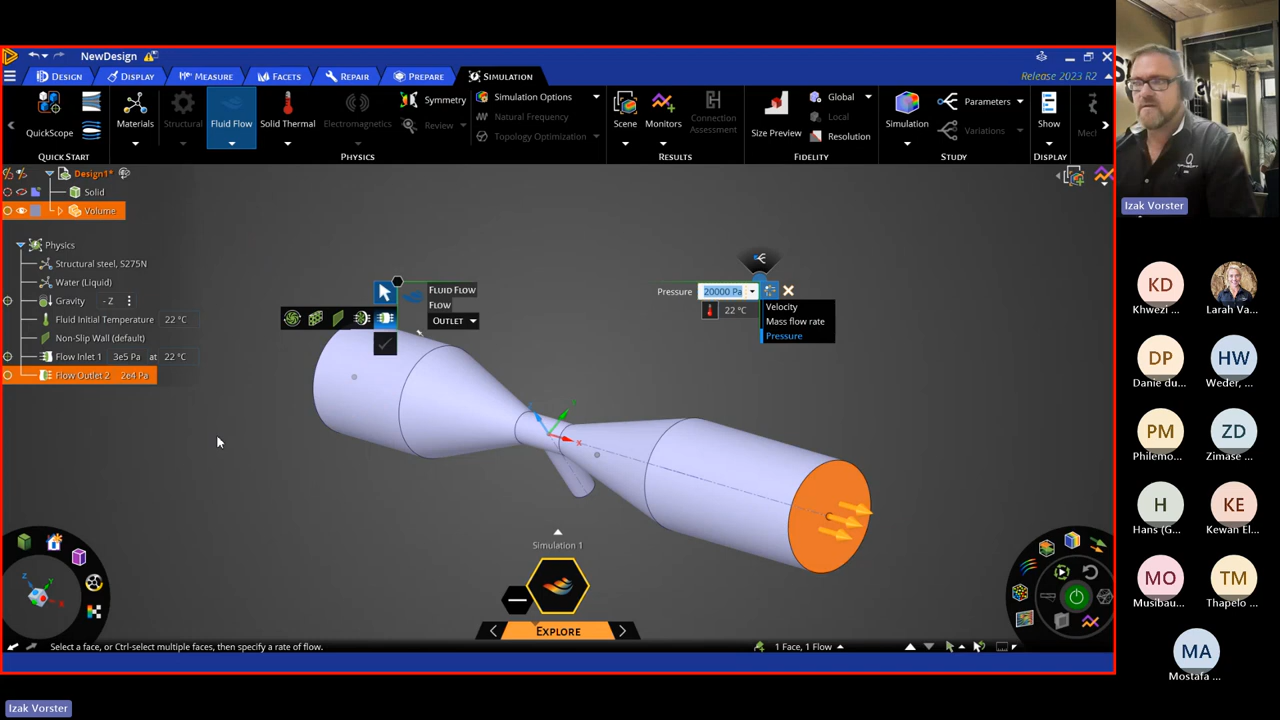 NewDesign
DESIGN
DISPLAY
MEASURE
FACETS
REPAIR
PREPARE
SIMULATION
Release 2023 R2
QuickScope
Materials
Structural
Fluid Flow
Solid Thermal
Electromagnetics
Symmetry
Review
Simulation Options
Natural Frequency
Topology Optimization
Scene
Monitors
Connection
Assessment
Size Preview
Global
Local
Resolution
Simulation
Parameters
Variations
Show
Mecl
QUICK START
PHYSICS
RESULTS
FIDELITY
STUDY
DISPLAY
Design1*
Solid
Volume
Physics
Structural steel, S275N
Water (Liquid)
Gravity - Z
Fluid Initial Temperature 22 °C
Non-Slip Wall (default)
Flow Inlet 1 3e5 Pa at 22 °C
Flow Outlet 2 2e4 Pa
FLUID FLOW
FLOW
OUTLET
Pressure 20000 Pa
22 °C
Velocity
Mass flow rate
Pressure
X
Simulation 1
EXPLORE
Z
Y
X
Select a face, or Ctrl-select multiple faces, then specify a rate of flow.
1 Face, 1 Flow
Izak Vorster
KD
Khwezi ...
Larah Va...
DP
Danie du...
HW
Weder, ...
PM
Philemo...
ZD
Zimase ...
H
Hans (G...
KE
Kewan El...
MO
Musibau...
TM
Thapelo ...
MA
Mostafa ...
Izak Vorster